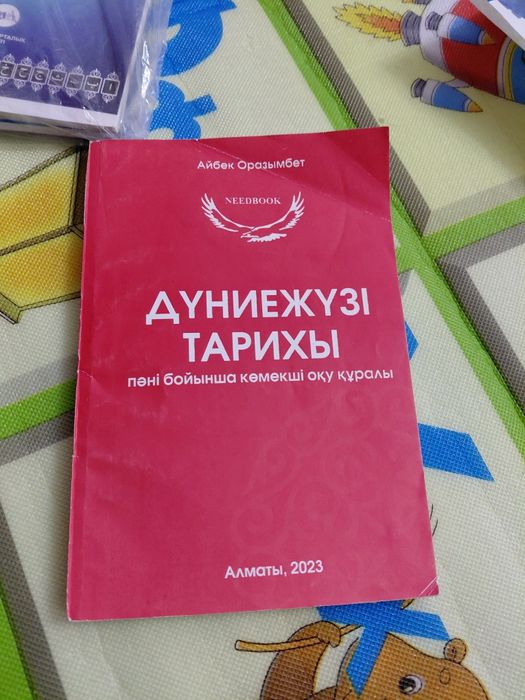 Айбек Оразымбет
NEEDBOOK
ДҮНИЕЖҮЗІ
ТАРИХЫ
пәні бойынша көмекші оқу құралы
Алматы, 2023